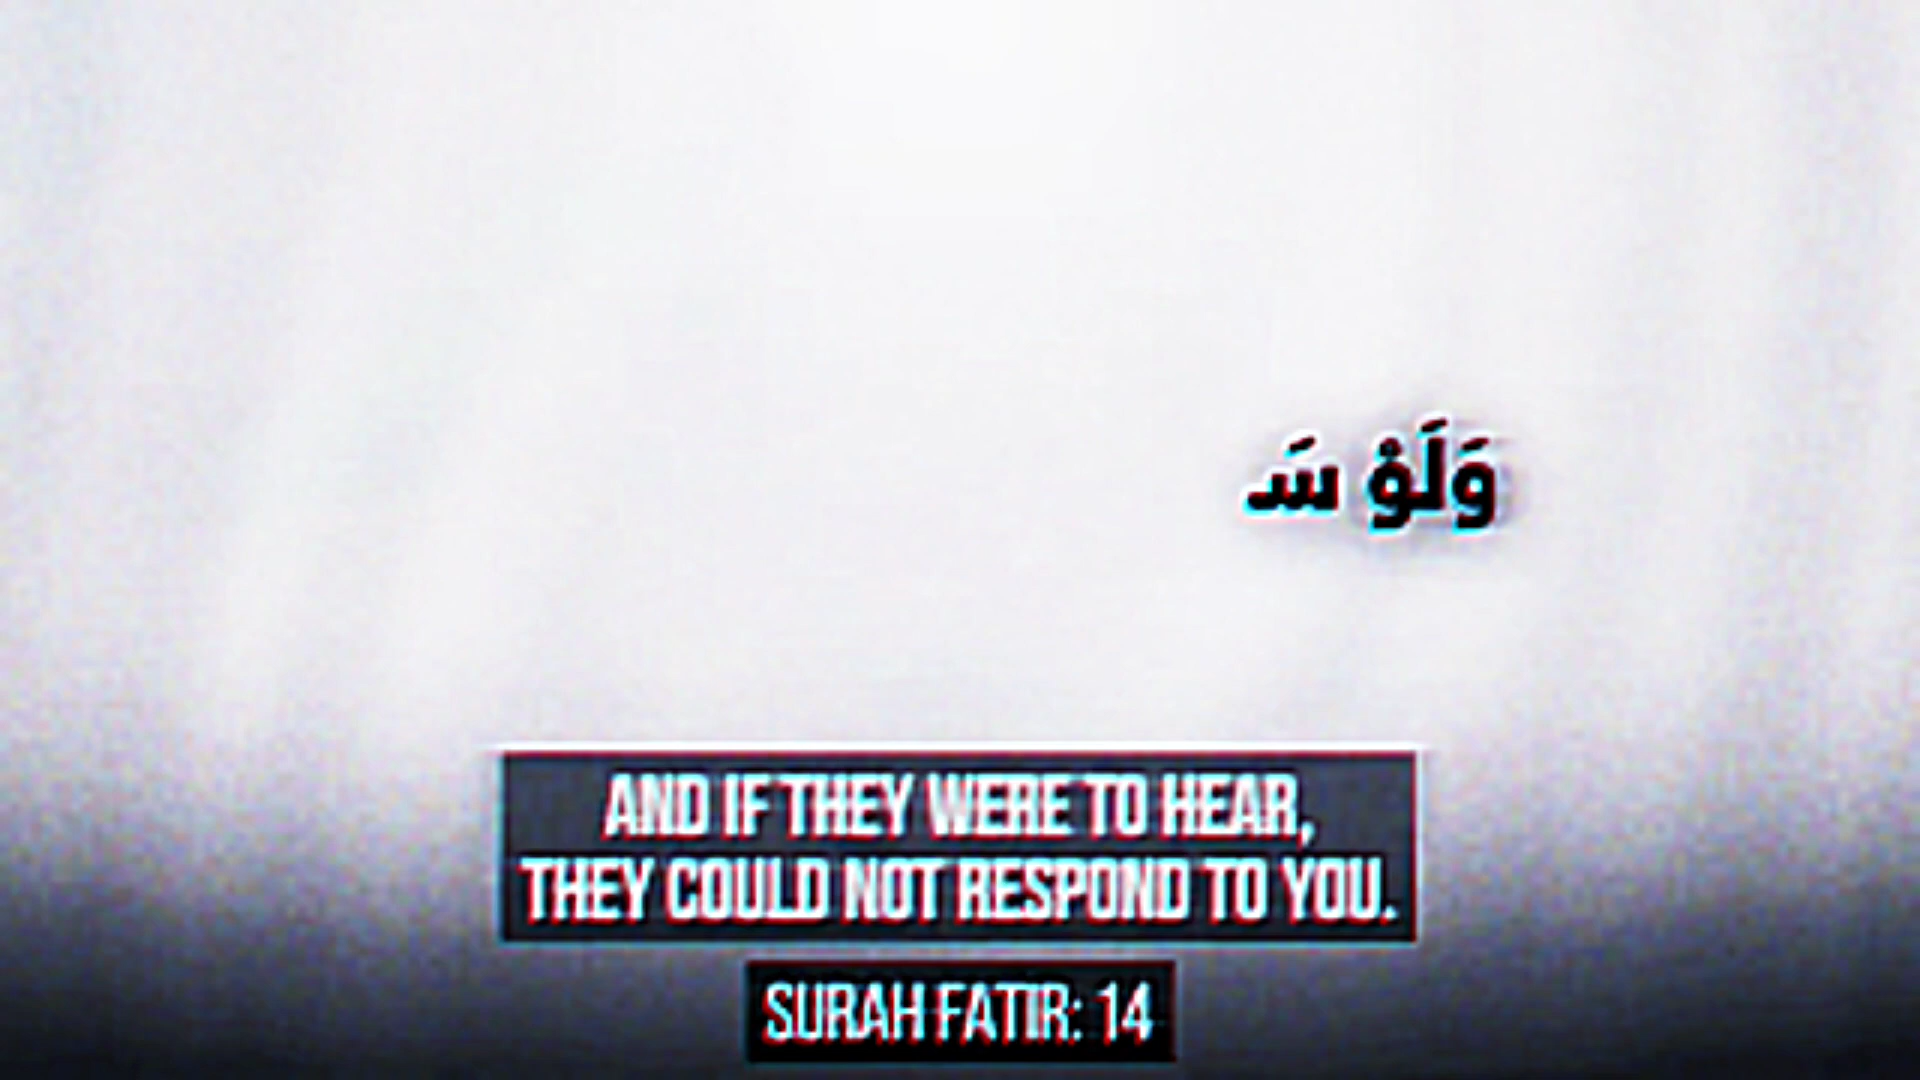 وَلَوْ سَـ
AND IF THEY WERE TO HEAR,
THEY COULD NOT RESPOND TO YOU.
SURAH FATIR: 14